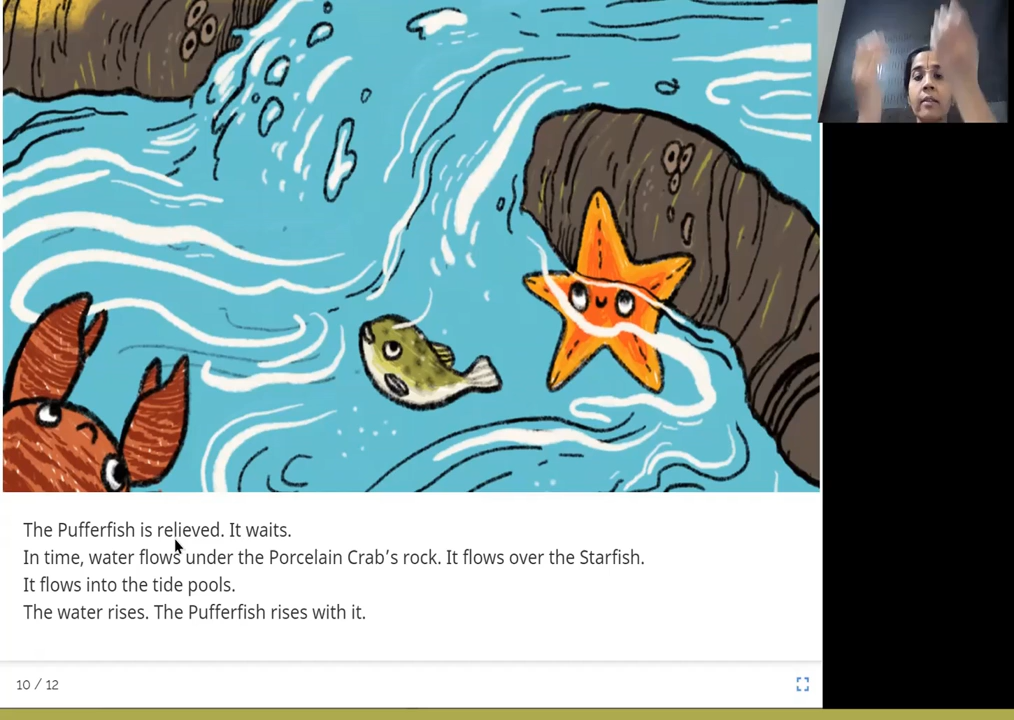 The Pufferfish is relieved. It waits.
In time, water flows under the Porcelain Crab's rock. It flows over the Starfish.
It flows into the tide pools.
The water rises. The Pufferfish rises with it.
10 / 12